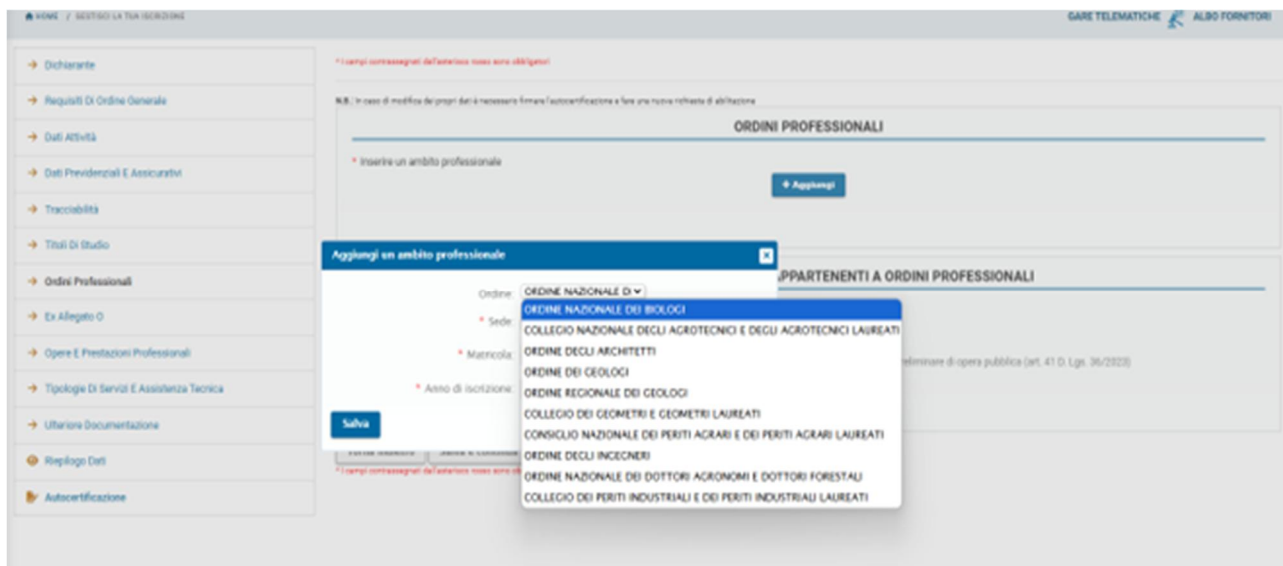 HOME / GESTISCI LA TUA ISCRIZIONE
GARE TELEMATICHE ALBO FORNITORI
Dichiarante
Requisiti Di Ordine Generale
Dati Attività
Dati Previdenziali E Assicurativi
Tracciabilità
Titoli Di Studio
Ordini Professionali
Ex Allegato O
Opere E Prestazioni Professionali
Tipologie Di Servizi E Assistenza Tecnica
Ulteriore Documentazione
Riepilogo Dati
Autocertificazione
* I campi contrassegnati dall'asterisco rosso sono obbligatori
N.B.: In caso di modifica dei propri dati è necessario firmare l'autocertificazione e fare una nuova richiesta di abilitazione
ORDINI PROFESSIONALI
* Inserire un ambito professionale
+ Aggiungi
APPARTENENTI A ORDINI PROFESSIONALI
reliminare di opera pubblica (art. 41 D. Lgs. 36/2023)
Aggiungi un ambito professionale
x
Ordine: ORDINE NAZIONALE DI
* Sede:
* Matricola:
* Anno di iscrizione:
Salva
ORDINE NAZIONALE DEI BIOLOGI
COLLEGIO NAZIONALE DEGLI AGROTECNICI E DEGLI AGROTECNICI LAUREATI
ORDINE DEGLI ARCHITETTI
ORDINE DEI GEOLOGI
ORDINE REGIONALE DEI GEOLOGI
COLLEGIO DEI GEOMETRI E GEOMETRI LAUREATI
CONSIGLIO NAZIONALE DEI PERITI AGRARI E DEI PERITI AGRARI LAUREATI
ORDINE DEGLI INGEGNERI
ORDINE NAZIONALE DEI DOTTORI AGRONOMI E DOTTORI FORESTALI
COLLEGIO DEI PERITI INDUSTRIALI E DEI PERITI INDUSTRIALI LAUREATI
* I campi contrassegnati dall'asterisco rosso sono